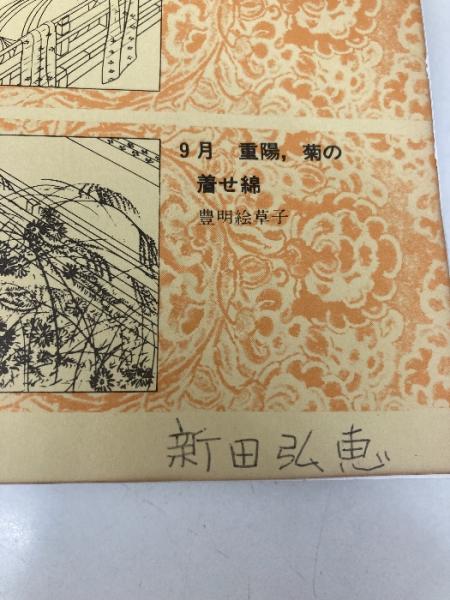 9月 重陽，菊の
着せ綿
豊明絵草子
新田弘恵